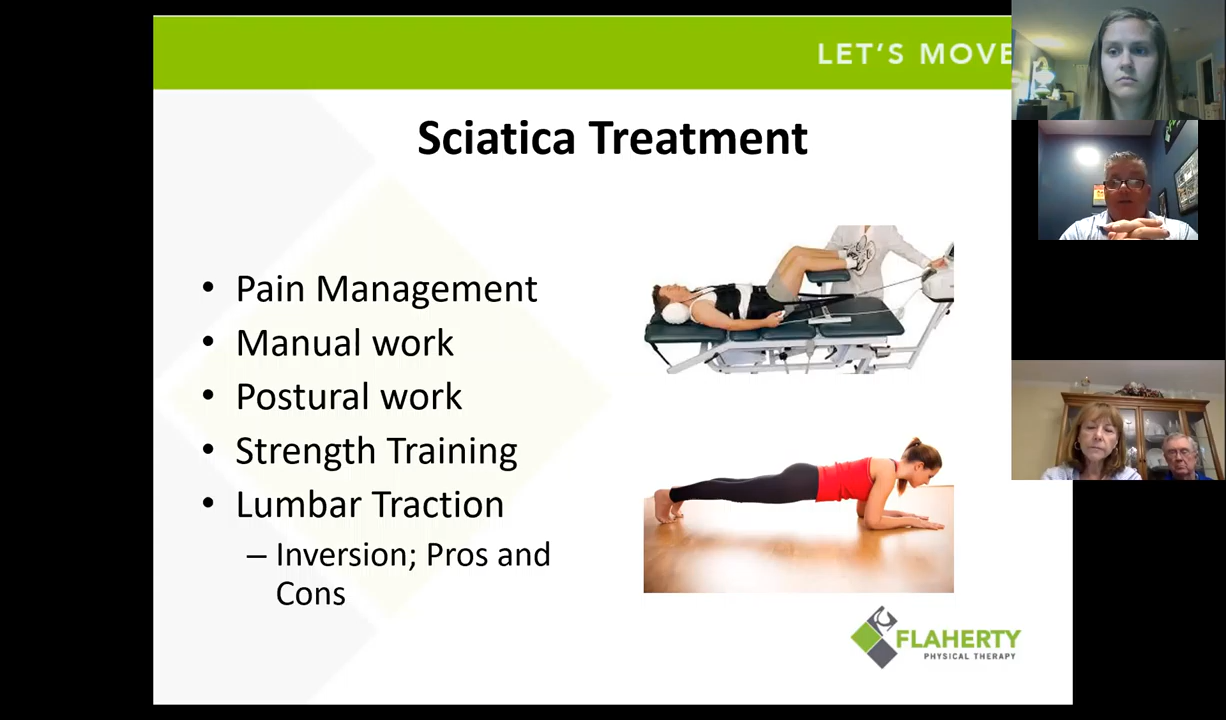 LET'S MOVE
Sciatica Treatment
• Pain Management
• Manual work
• Postural work
• Strength Training
• Lumbar Traction
– Inversion; Pros and
Cons
FLAHERTY
PHYSICAL THERAPY